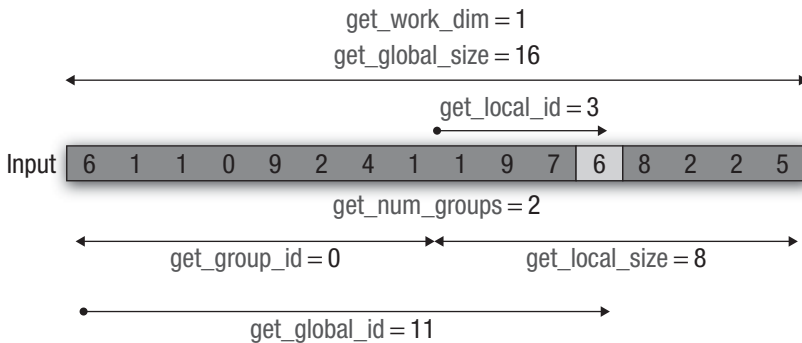 get_work_dim = 1
get_global_size = 16
get_local_id = 3
Input 6 1 1 0 9 2 4 1 1 9 7 6 8 2 2 5
get_num_groups = 2
get_group_id = 0 get_local_size = 8
get_global_id = 11